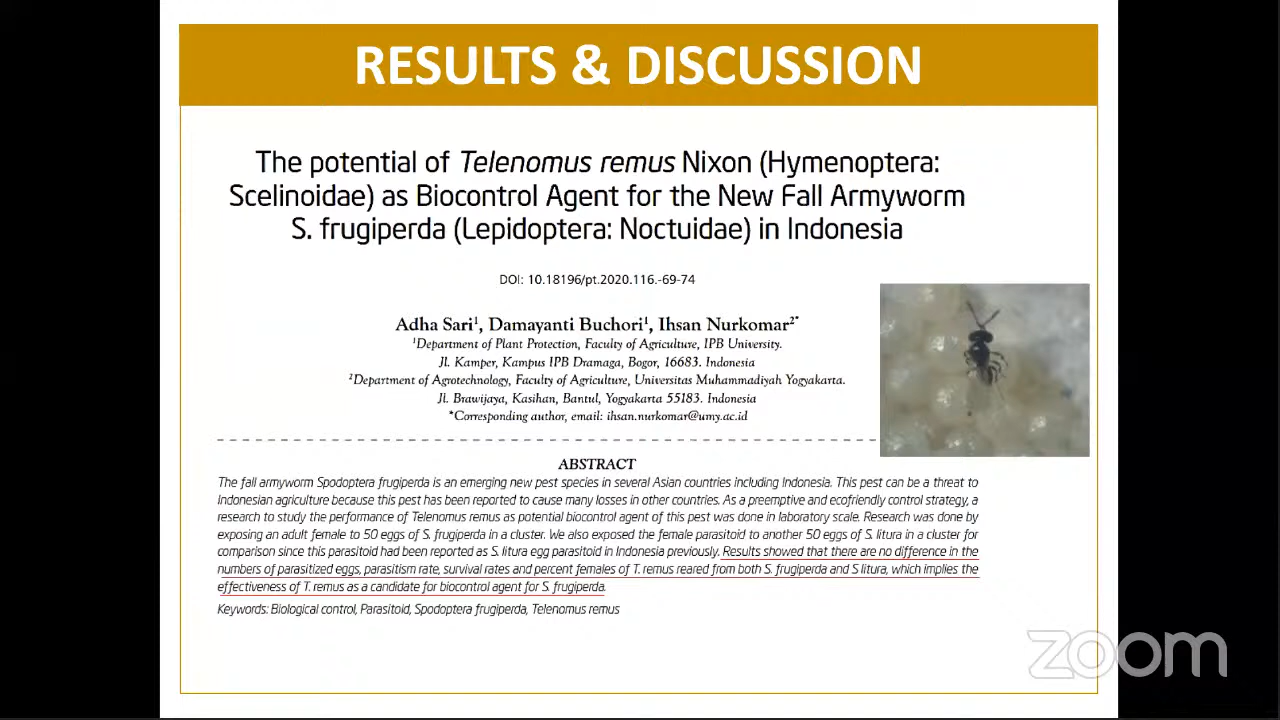 RESULTS & DISCUSSION
The potential of Telenomus remus Nixon (Hymenoptera:
Scelinoidae) as Biocontrol Agent for the New Fall Armyworm
S. frugiperda (Lepidoptera: Noctuidae) in Indonesia
DOI: 10.18196/pt.2020.116.-69-74
Adha Sari¹, Damayanti Buchori¹, Ihsan Nurkomar²*
¹Department of Plant Protection, Faculty of Agriculture, IPB University.
Jl. Kamper, Kampus IPB Dramaga, Bogor, 16683. Indonesia
²Department of Agrotechnology, Faculty of Agriculture, Universitas Muhammadiyah Yogyakarta.
Jl. Brawijaya, Kasihan, Bantul, Yogyakarta 55183. Indonesia
*Corresponding author, email: ihsan.nurkomar@umy.ac.id
ABSTRACT
The fall armyworm Spodoptera frugiperda is an emerging new pest species in several Asian countries including Indonesia. This pest can be a threat to
Indonesian agriculture because this pest has been reported to cause many losses in other countries. As a preemptive and ecofriendly control strategy, a
research to study the performance of Telenomus remus as potential biocontrol agent of this pest was done in laboratory scale. Research was done by
exposing an adult female to 50 eggs of S. frugiperda in a cluster. We also exposed the female parasitoid to another 50 eggs of S litura in a cluster for
comparison since this parasitoid had been reported as S. litura egg parasitoid in Indonesia previously. Results showed that there are no difference in the
numbers of parasitized eggs, parasitism rate, survival rates and percent females of T. remus reared from both S. frugiperda and S litura, which implies the
effectiveness of T. remus as a candidate for biocontrol agent for S. frugiperda.
Keywords: Biological control, Parasitoid, Spodoptera frugiperda, Telenomus remus
zoom